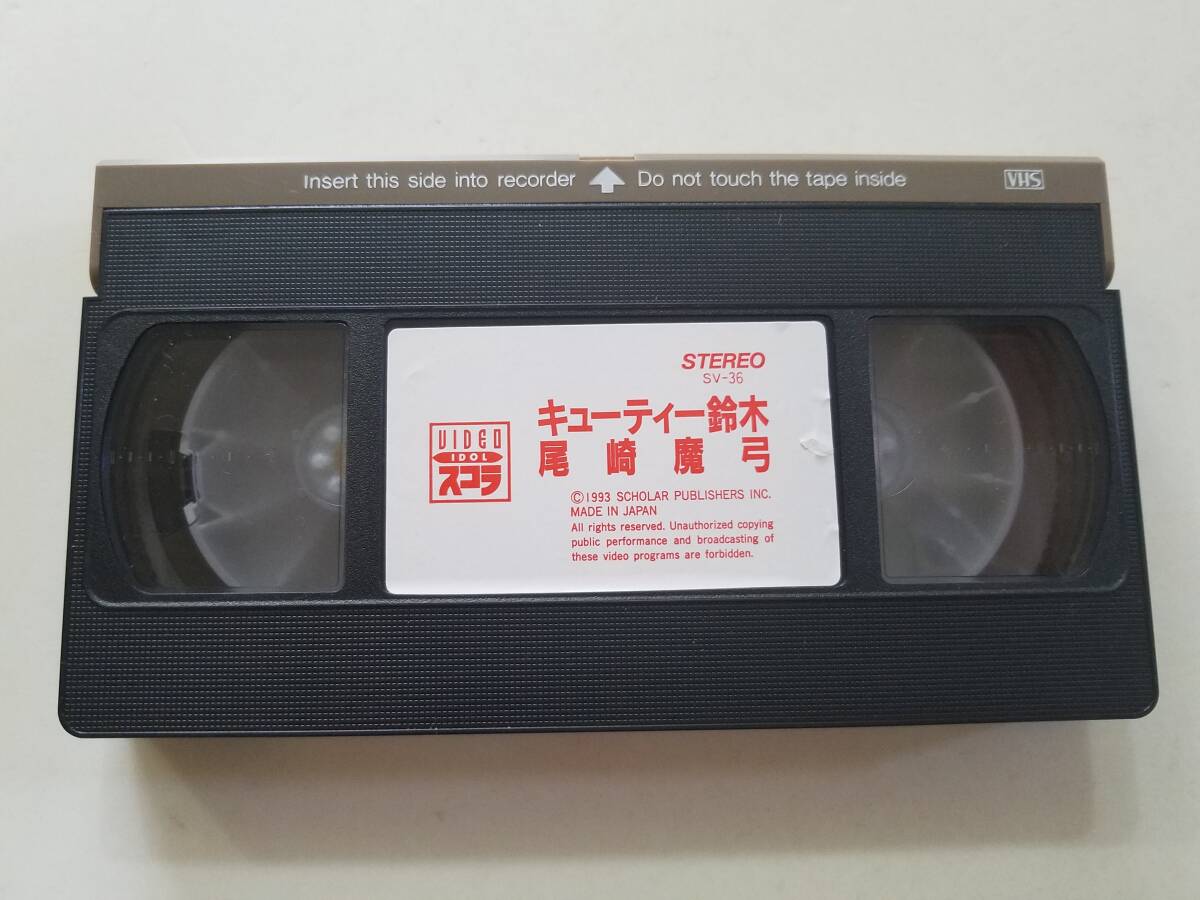 Insert this side into recorder Do not touch the tape inside VHS
STEREO
SV-36
VIDEO
IDOL
スコラ
キューティー鈴木
尾崎魔弓
©1993 SCHOLAR PUBLISHERS INC.
MADE IN JAPAN
All rights reserved. Unauthorized copying
public performance and broadcasting of
these video programs are forbidden.